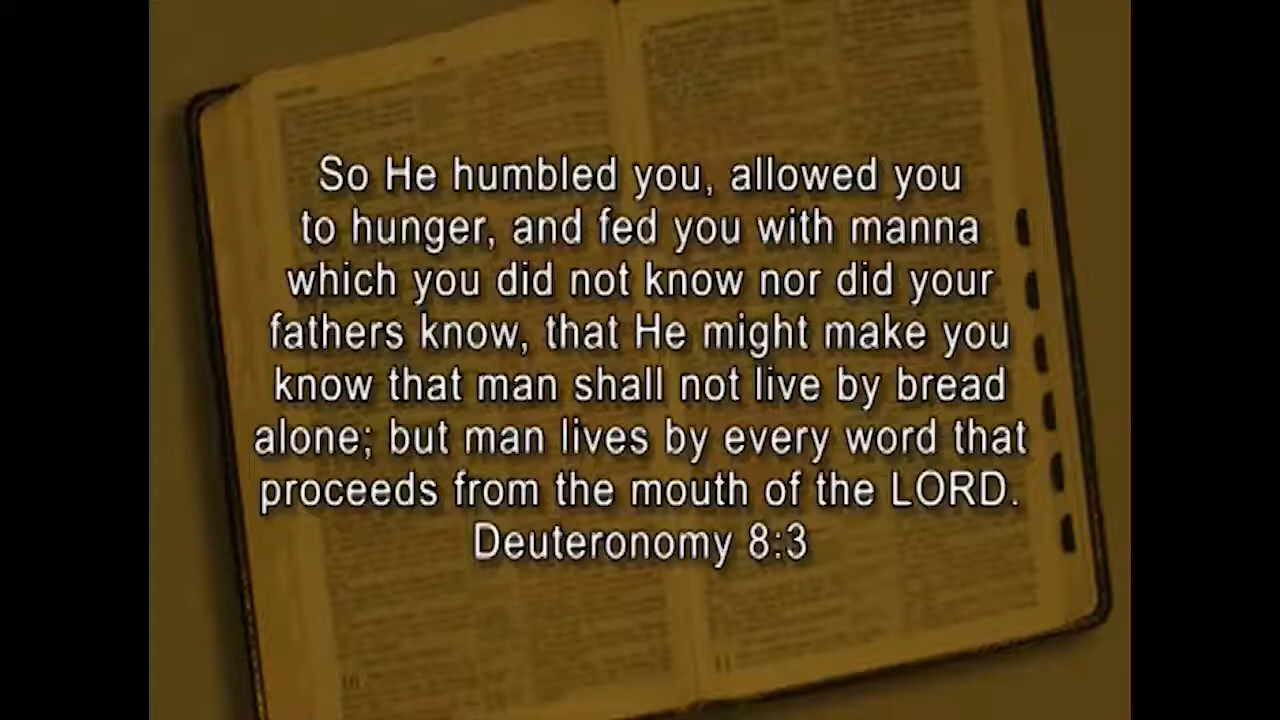 So He humbled you, allowed you
to hunger, and fed you with manna
which you did not know nor did your
fathers know, that He might make you
know that man shall not live by bread
alone; but man lives by every word that
proceeds from the mouth of the LORD.
Deuteronomy 8:3